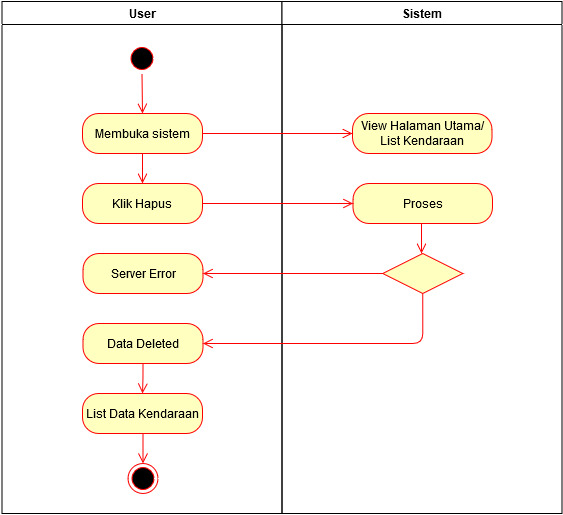 User
Sistem
Membuka sistem
View Halaman Utama/
List Kendaraan
Klik Hapus
Proses
Server Error
Data Deleted
List Data Kendaraan